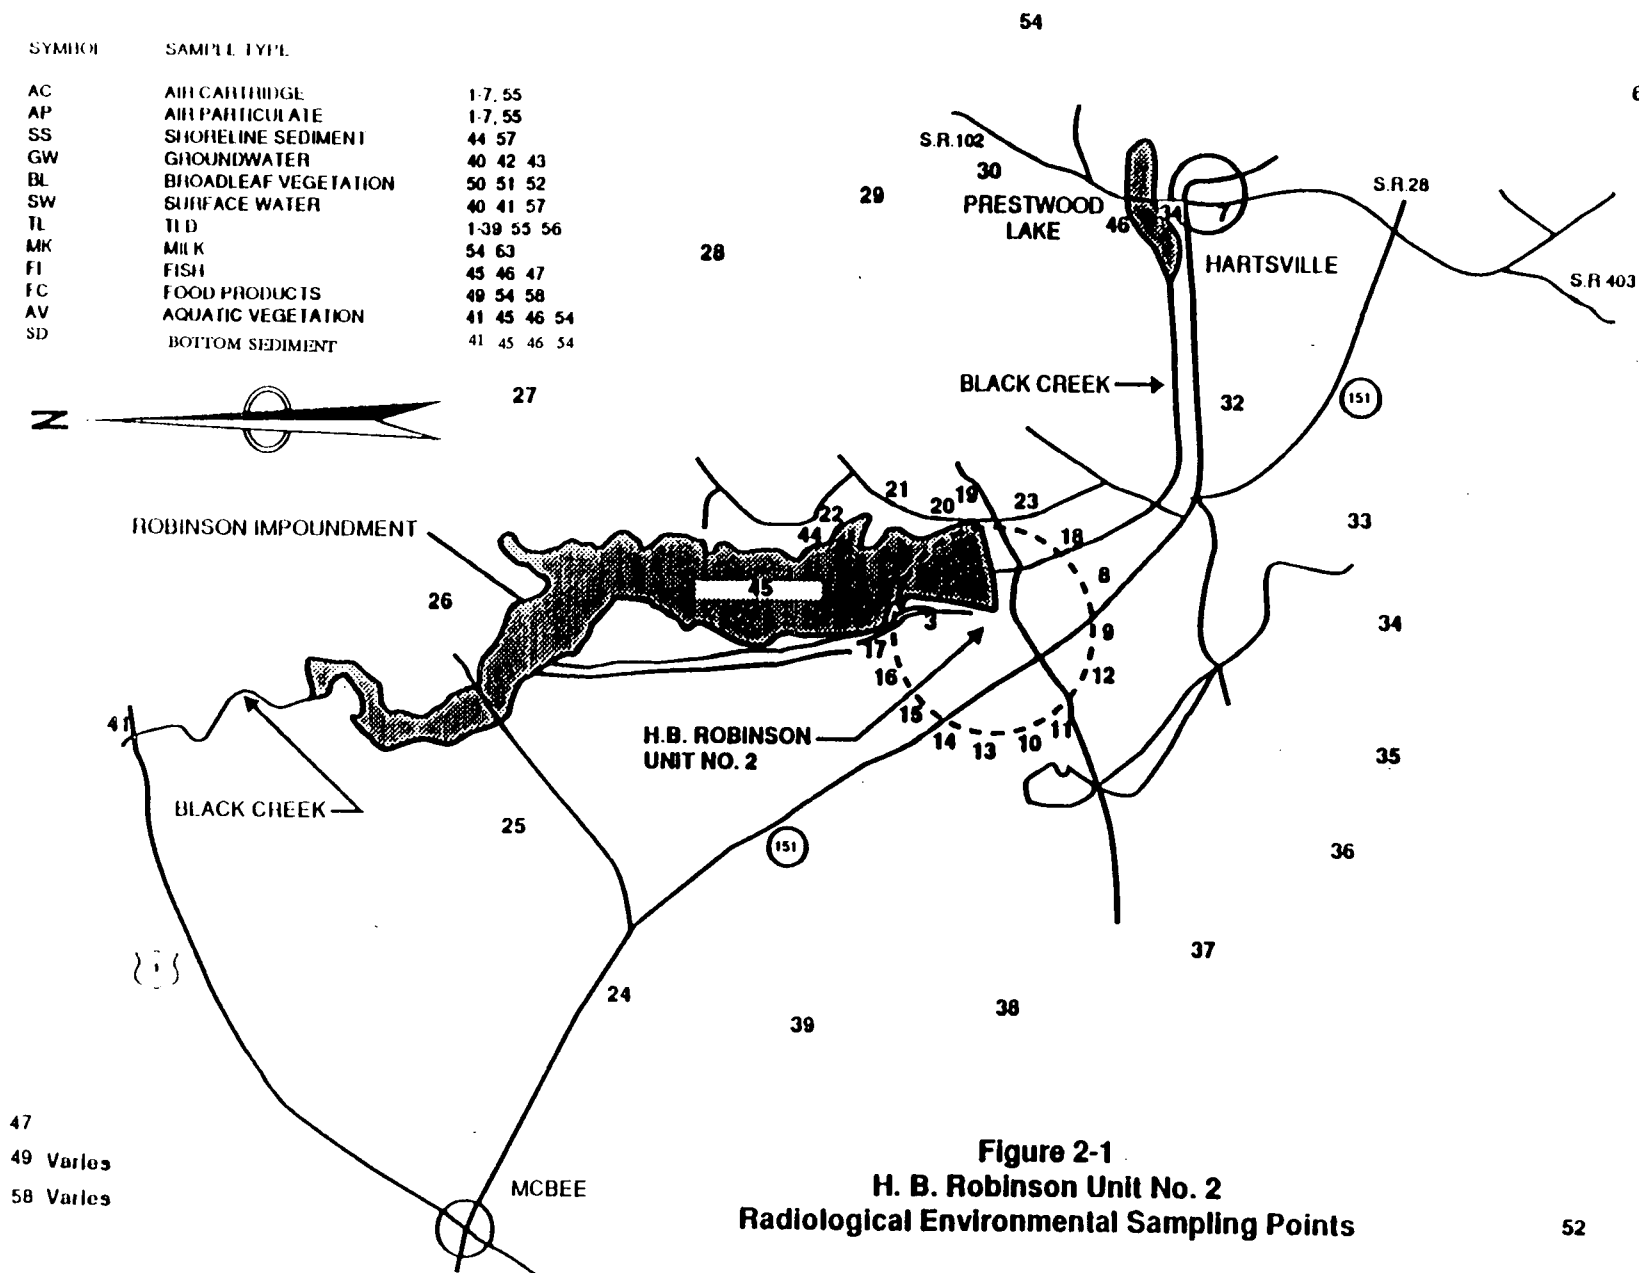 54
SYMBOL SAMPLE TYPE
AC AIR CARTRIDGE 1-7, 55
AP AIR PARTICULATE 1-7, 55
SS SHORELINE SEDIMENT 44 57
GW GROUNDWATER 40 42 43
BL BROADLEAF VEGETATION 50 51 52
SW SURFACE WATER 40 41 57
TL TLD 1-39 55 56
MK MILK 54 63
FI FISH 45 46 47
FC FOOD PRODUCTS 49 54 58
AV AQUATIC VEGETATION 41 45 46 54
SD BOTTOM SEDIMENT 41 45 46 54
6
S.R.102
30
29
28
27
PRESTWOOD
LAKE
46
34
7
HARTSVILLE
S.R.28
S.R 403
N
BLACK CREEK
32
151
21
20
19
23
22
44
18
33
ROBINSON IMPOUNDMENT
45
8
26
3
9
34
17
16
12
15
11
14
13
10
H.B. ROBINSON
UNIT NO. 2
35
41
BLACK CREEK
25
151
36
37
1
24
39
38
47
49 Varies
58 Varies
MCBEE
Figure 2-1
H. B. Robinson Unit No. 2
Radiological Environmental Sampling Points
52